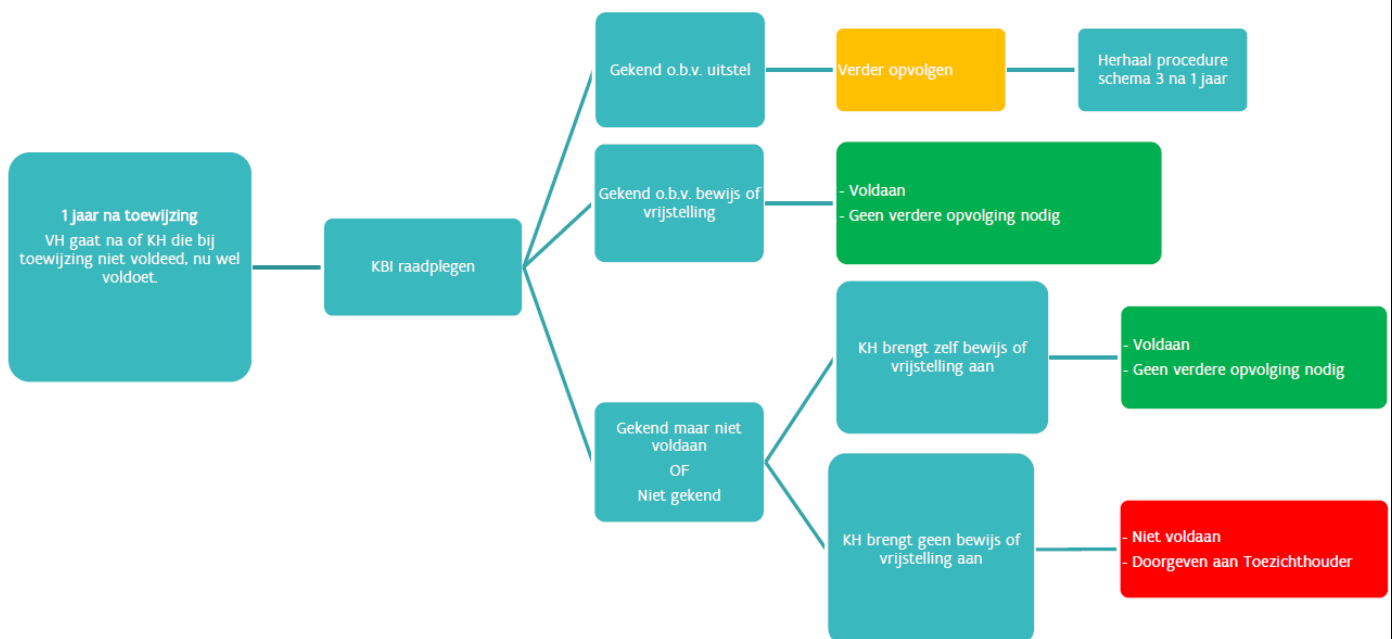 1 jaar na toewijzing
VH gaat na of KH die bij
toewijzing niet voldeed, nu wel
voldoet.
KBI raadplegen
Gekend o.b.v. uitstel
Verder opvolgen
Herhaal procedure
schema 3 na 1 jaar
Gekend o.b.v. bewijs of
vrijstelling
- Voldaan
- Geen verdere opvolging nodig
Gekend maar niet
voldaan
OF
Niet gekend
KH brengt zelf bewijs of
vrijstelling aan
- Voldaan
- Geen verdere opvolging nodig
KH brengt geen bewijs of
vrijstelling aan
- Niet voldaan
- Doorgeven aan Toezichthouder